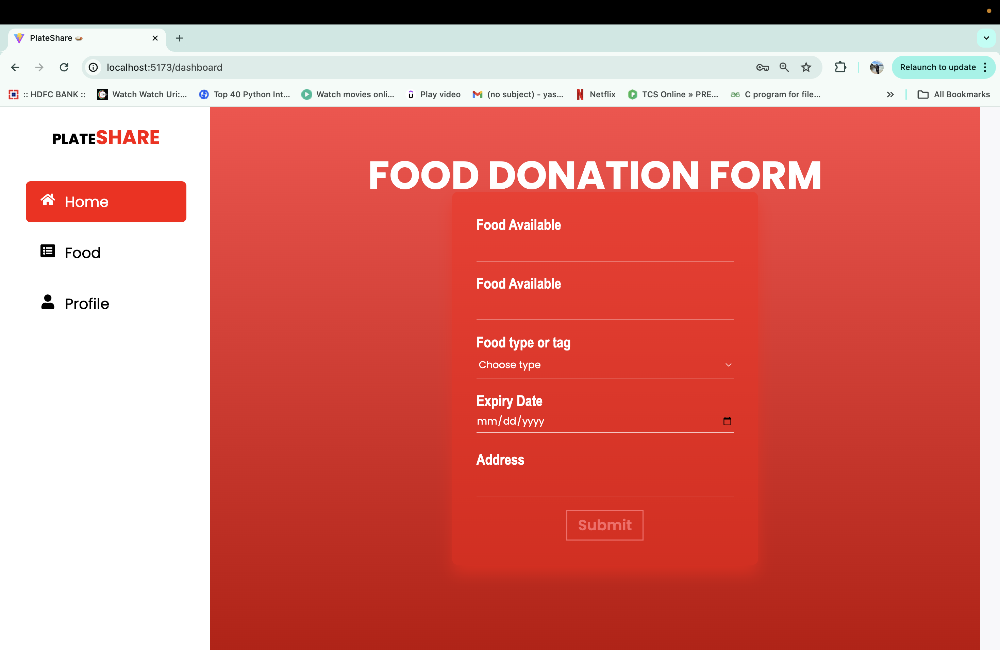 PlateShare
localhost:5173/dashboard
Relaunch to update
:: HDFC BANK :: Watch Watch Uri:... Top 40 Python Int... Watch movies onli... Play video (no subject) - yas... Netflix TCS Online » PRE... C program for file... All Bookmarks
PLATESHARE
Home
Food
Profile
FOOD DONATION FORM
Food Available
Food Available
Food type or tag
Choose type
Expiry Date
mm/dd/yyyy
Address
Submit